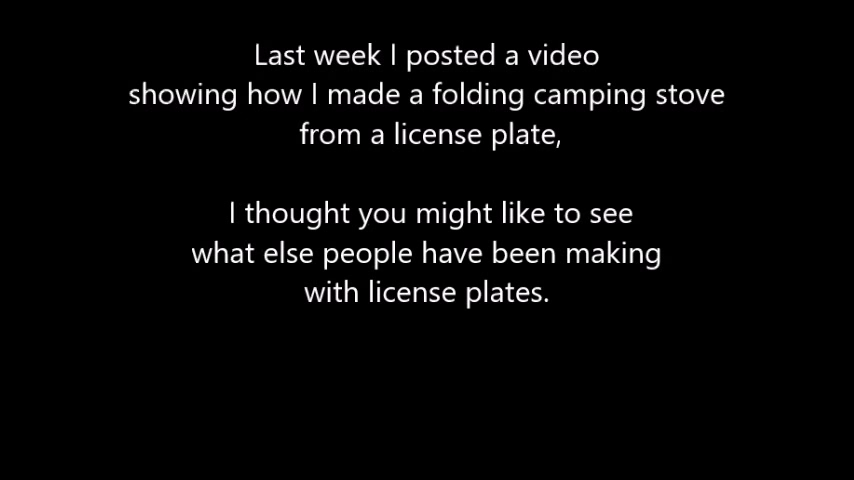 Last week I posted a video
showing how I made a folding camping stove
from a license plate,
I thought you might like to see
what else people have been making
with license plates.